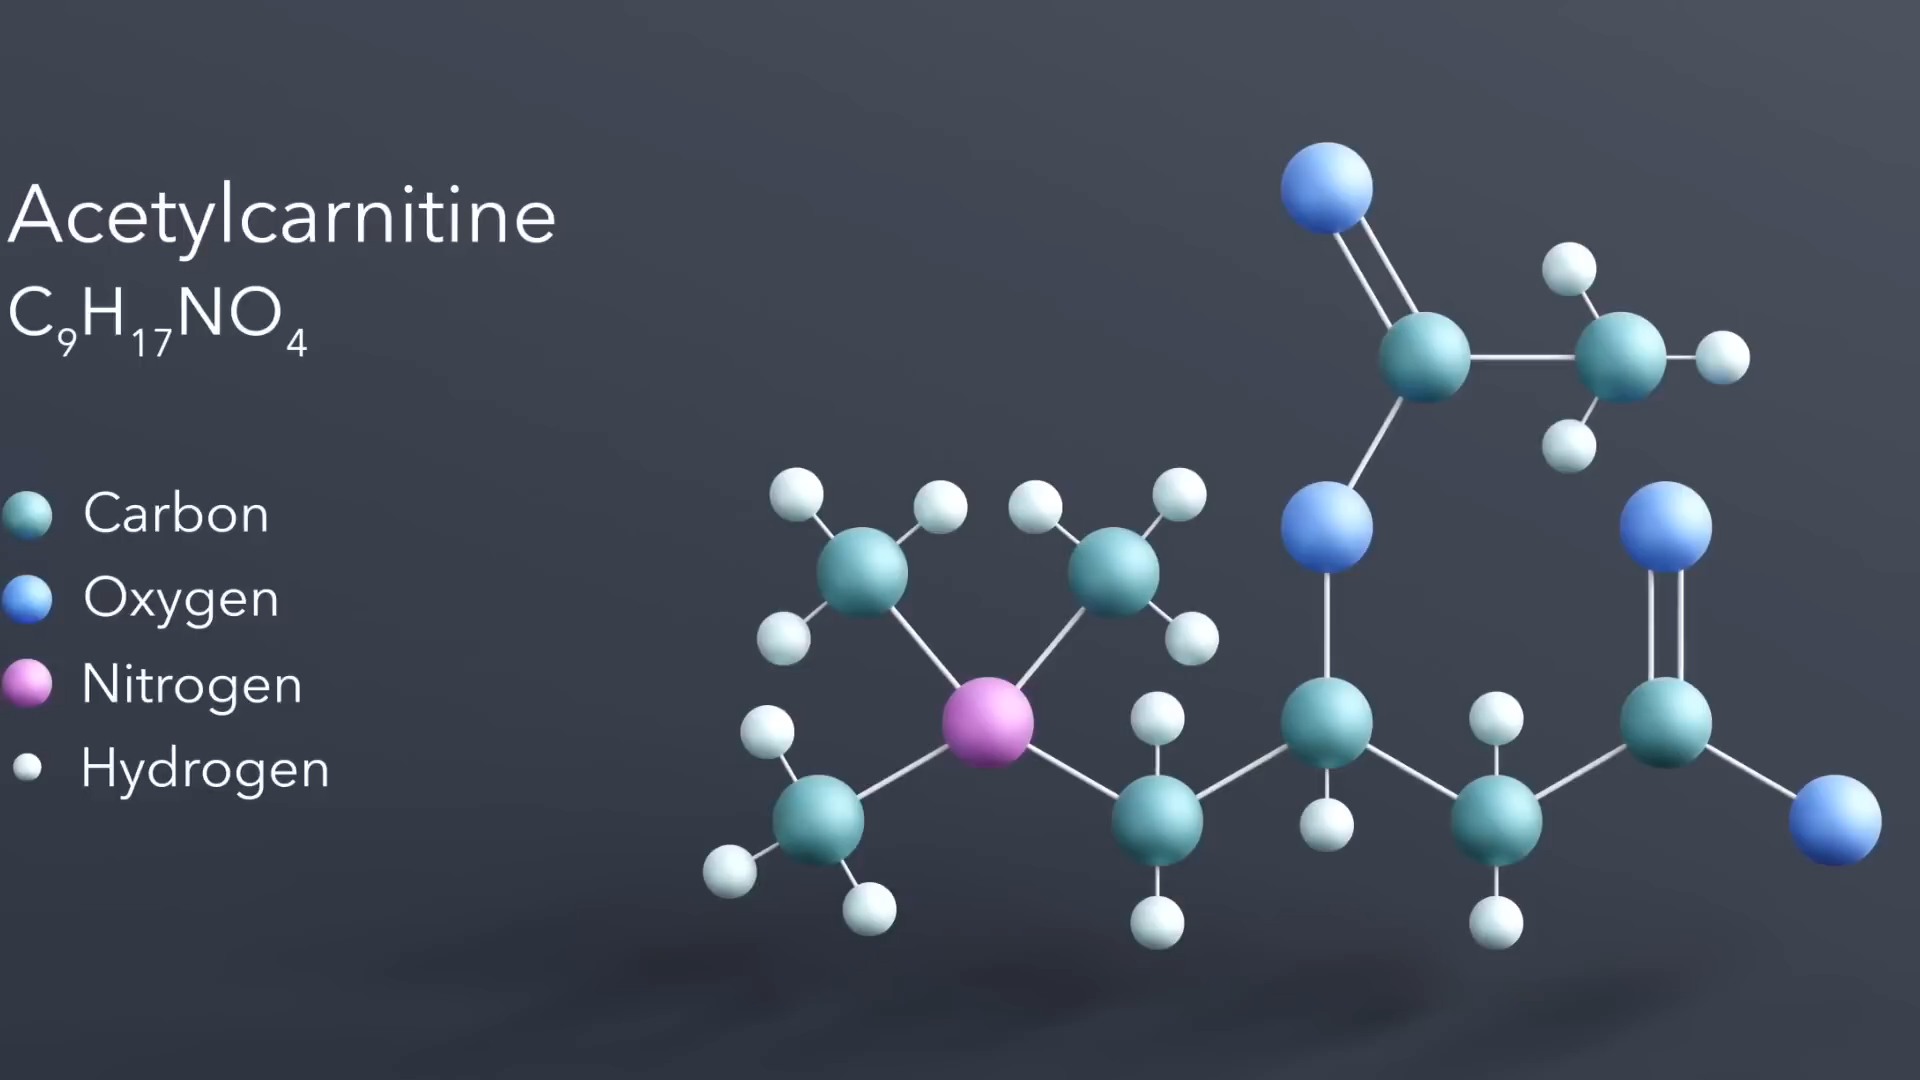 Acetylcarnitine
C₉H₁₇NO₄
Carbon
Oxygen
Nitrogen
Hydrogen